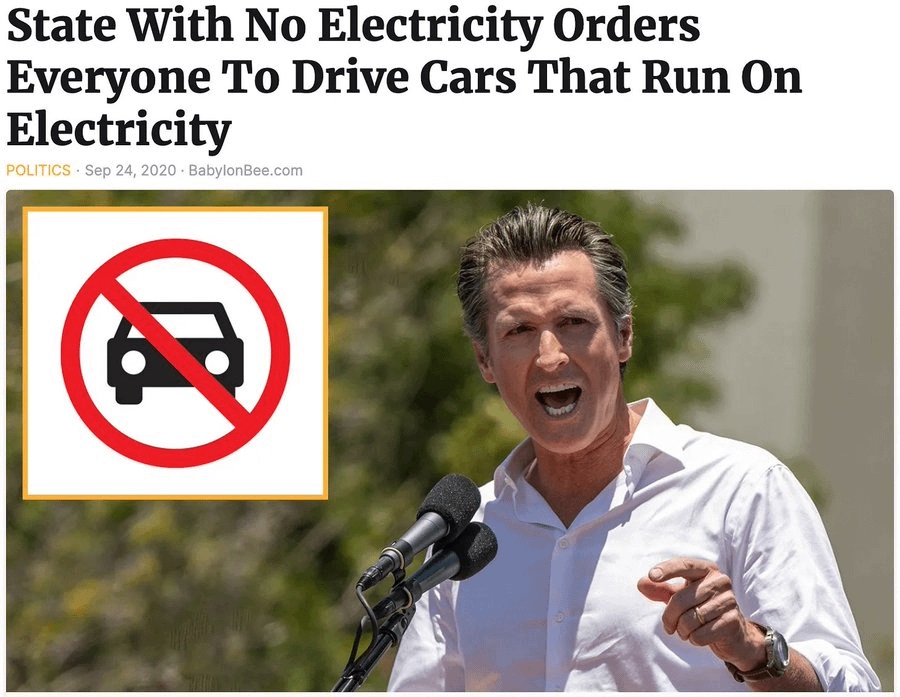 State With No Electricity Orders
Everyone To Drive Cars That Run On
Electricity
POLITICS · Sep 24, 2020 · BabylonBee.com